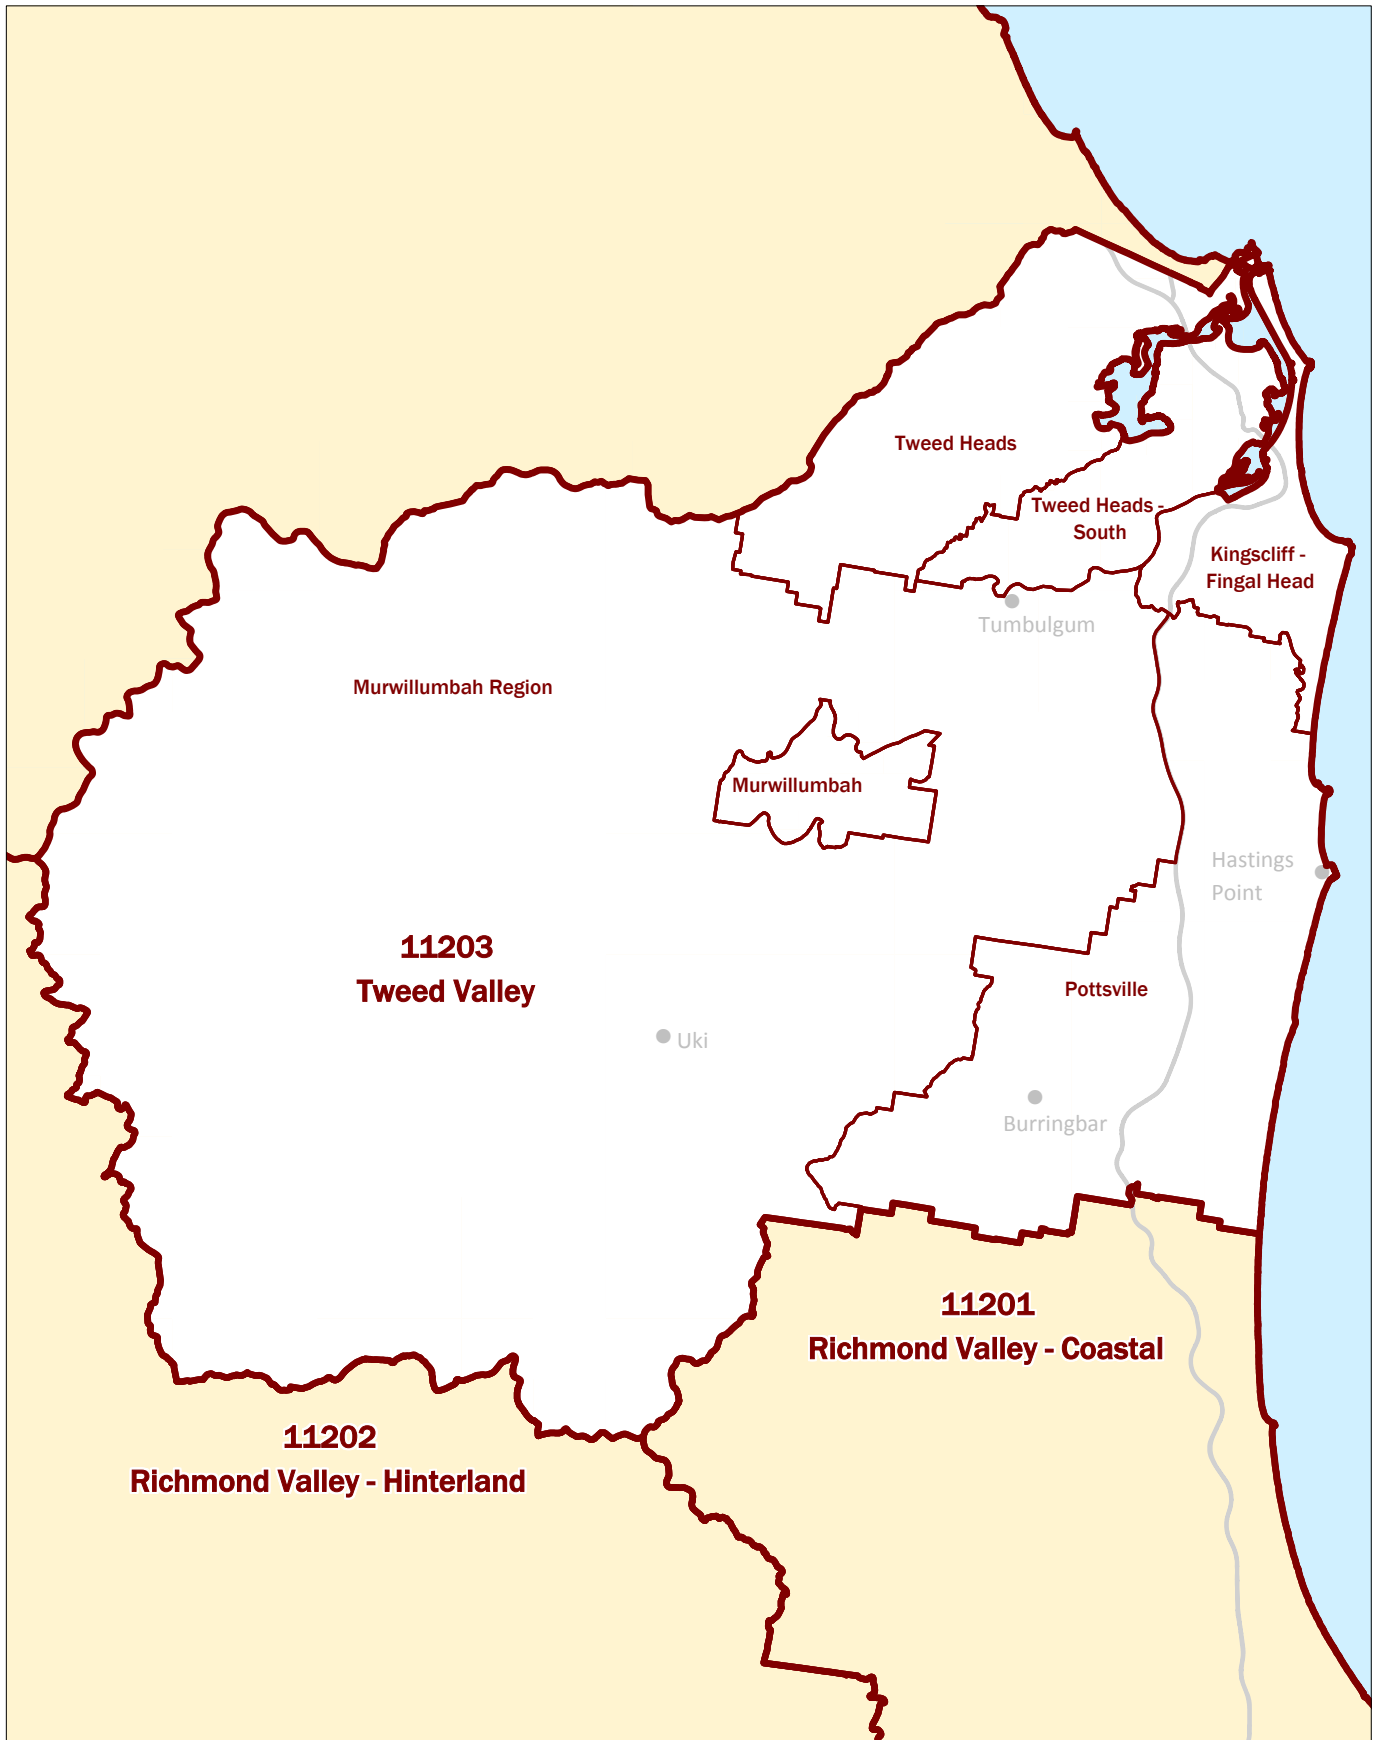 Tweed Heads
Tweed Heads -
South
Kingscliff -
Fingal Head
Tumbulgum
Murwillumbah Region
Murwillumbah
Hastings
Point
11203
Tweed Valley
Pottsville
Uki
Burringbar
11201
Richmond Valley - Coastal
11202
Richmond Valley - Hinterland